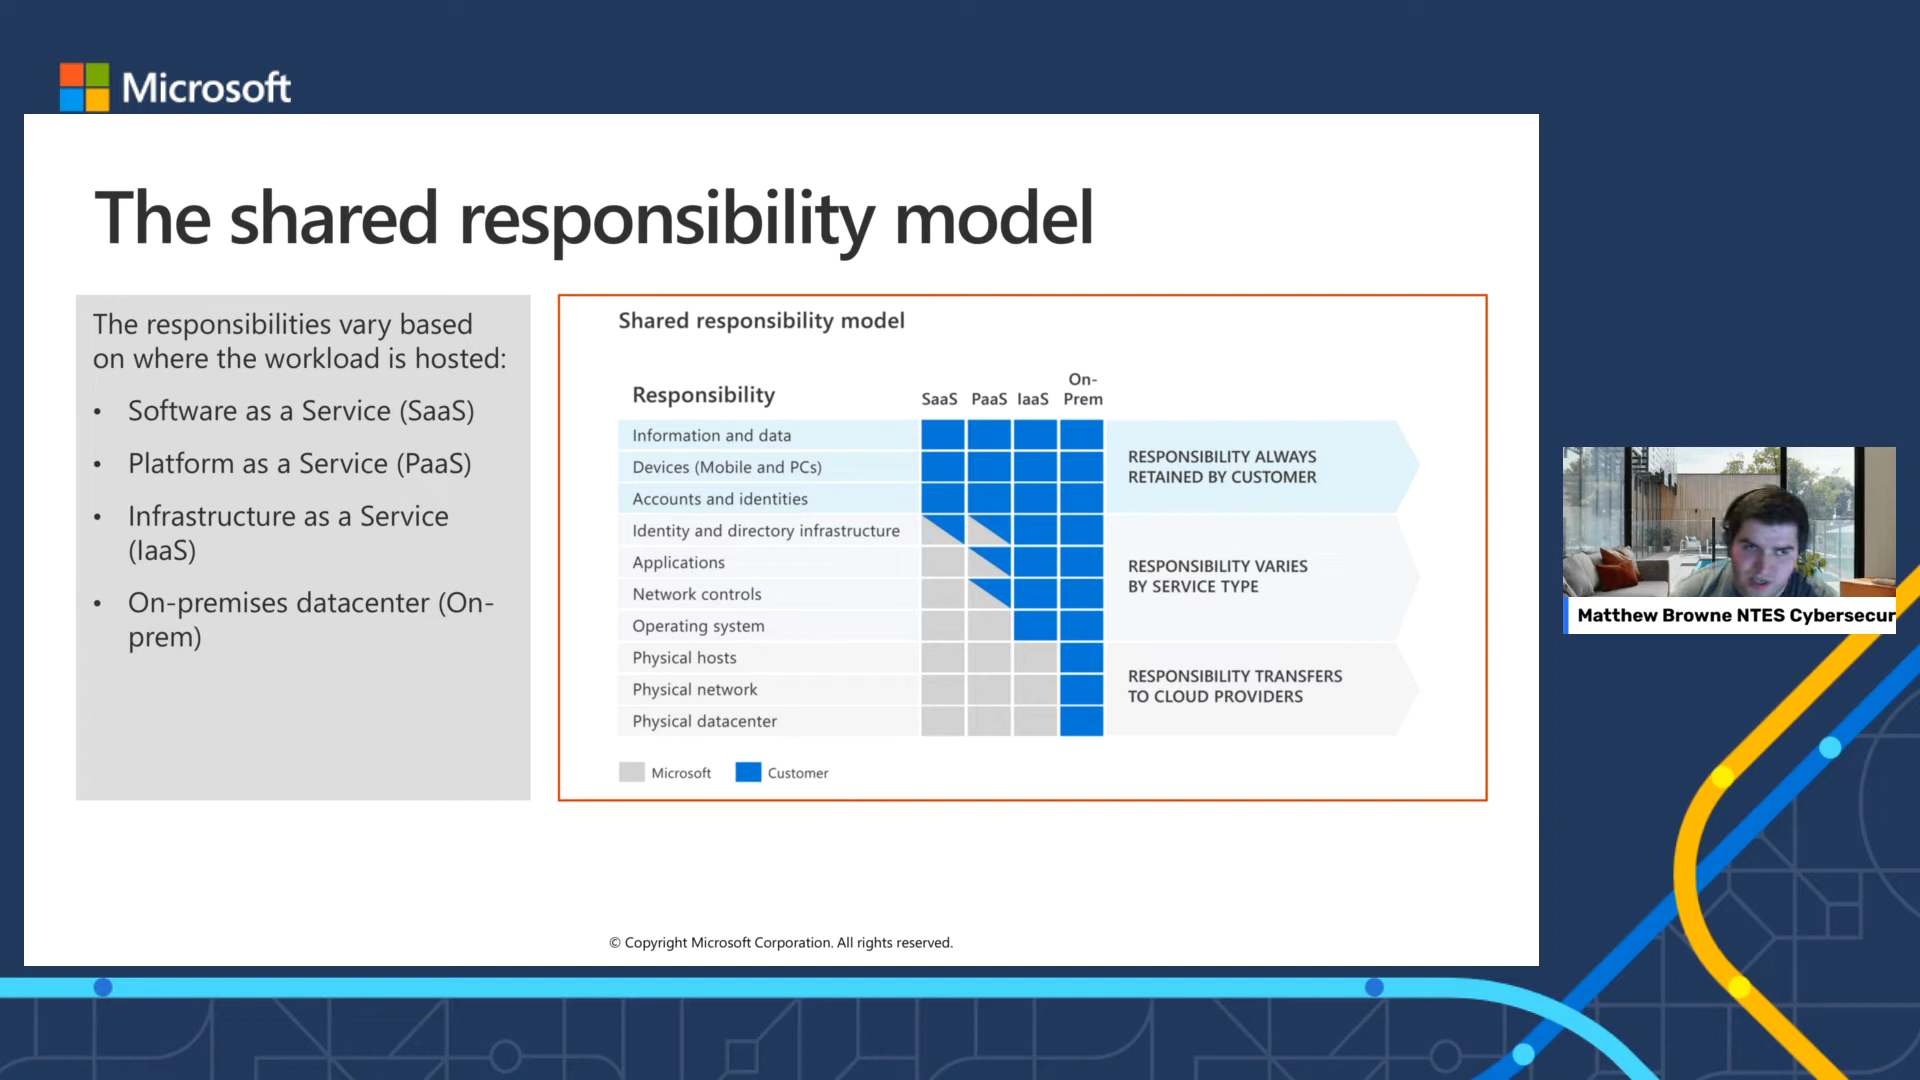 Microsoft
The shared responsibility model
The responsibilities vary based
on where the workload is hosted:
• Software as a Service (SaaS)
• Platform as a Service (PaaS)
• Infrastructure as a Service
(IaaS)
• On-premises datacenter (On-
prem)
Shared responsibility model
Responsibility SaaS PaaS IaaS On-
Prem
Information and data
Devices (Mobile and PCs)
Accounts and identities
RESPONSIBILITY ALWAYS
RETAINED BY CUSTOMER
Identity and directory infrastructure
Applications
Network controls
Operating system
RESPONSIBILITY VARIES
BY SERVICE TYPE
Physical hosts
Physical network
Physical datacenter
RESPONSIBILITY TRANSFERS
TO CLOUD PROVIDERS
Microsoft Customer
© Copyright Microsoft Corporation. All rights reserved.
Matthew Browne NTES Cybersecur